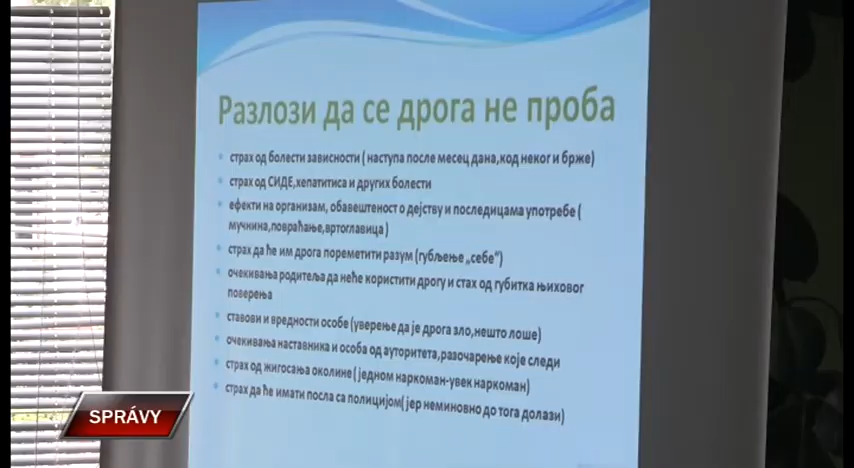 Разлози да се дрога не проба
страх од болести зависности ( наступа после месец дана,код неког и брже)
страх од СИДЕ,хепатитиса и других болести
ефекти на организам, обавештеност о дејству и последицама употребе (
мучнина,повраћање,вртоглавица)
страх да ће им дрога пореметити разум (губљење „себе“)
очекивања родитеља да неће користити дрогу и стах од губитка њиховог
поверења
ставови и вредности особе (уверење да је дрога зло,нешто лоше)
очекивања наставника и особа од ауторитета,разочарење које следи
страх од жигосања околине ( једном наркоман-увек наркоман)
страх да ће имати посла са полицијом( јер неминовно до тога долази)
SPRÁVY